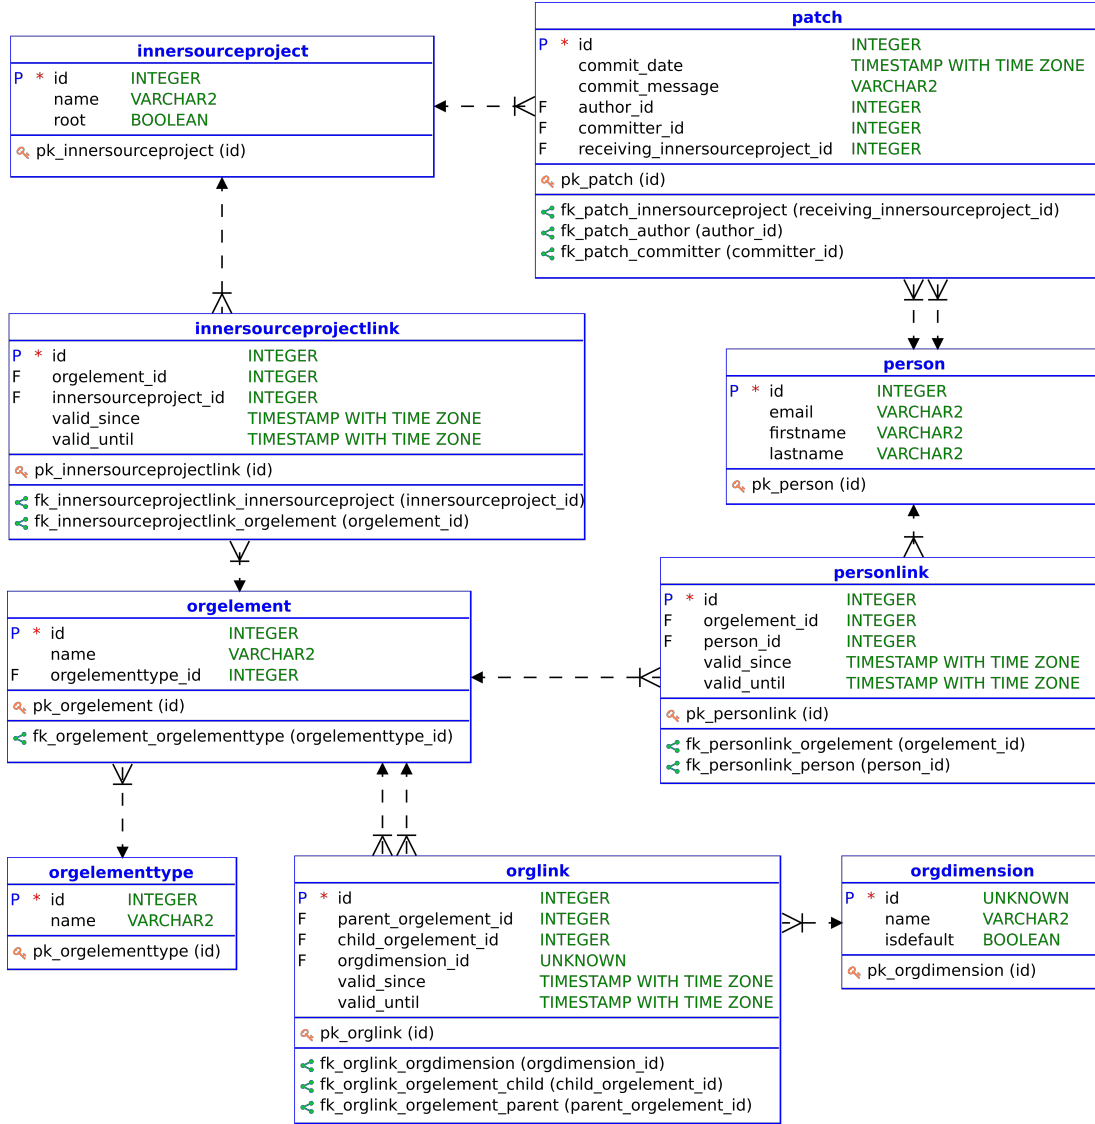 innersourceproject
P * id INTEGER
name VARCHAR2
root BOOLEAN
pk_innersourceproject (id)
patch
P * id INTEGER
commit_date TIMESTAMP WITH TIME ZONE
commit_message VARCHAR2
F author_id INTEGER
F committer_id INTEGER
F receiving_innersourceproject_id INTEGER
pk_patch (id)
fk_patch_innersourceproject (receiving_innersourceproject_id)
fk_patch_author (author_id)
fk_patch_committer (committer_id)
innersourceprojectlink
P * id INTEGER
F orgelement_id INTEGER
F innersourceproject_id INTEGER
valid_since TIMESTAMP WITH TIME ZONE
valid_until TIMESTAMP WITH TIME ZONE
pk_innersourceprojectlink (id)
fk_innersourceprojectlink_innersourceproject (innersourceproject_id)
fk_innersourceprojectlink_orgelement (orgelement_id)
person
P * id INTEGER
email VARCHAR2
firstname VARCHAR2
lastname VARCHAR2
pk_person (id)
orgelement
P * id INTEGER
name VARCHAR2
F orgelementtype_id INTEGER
pk_orgelement (id)
fk_orgelement_orgelementtype (orgelementtype_id)
personlink
P * id INTEGER
F orgelement_id INTEGER
F person_id INTEGER
valid_since TIMESTAMP WITH TIME ZONE
valid_until TIMESTAMP WITH TIME ZONE
pk_personlink (id)
fk_personlink_orgelement (orgelement_id)
fk_personlink_person (person_id)
orgelementtype
P * id INTEGER
name VARCHAR2
pk_orgelementtype (id)
orglink
P * id INTEGER
F parent_orgelement_id INTEGER
F child_orgelement_id INTEGER
F orgdimension_id UNKNOWN
valid_since TIMESTAMP WITH TIME ZONE
valid_until TIMESTAMP WITH TIME ZONE
pk_orglink (id)
fk_orglink_orgdimension (orgdimension_id)
fk_orglink_orgelement_child (child_orgelement_id)
fk_orglink_orgelement_parent (parent_orgelement_id)
orgdimension
P * id UNKNOWN
name VARCHAR2
isdefault BOOLEAN
pk_orgdimension (id)